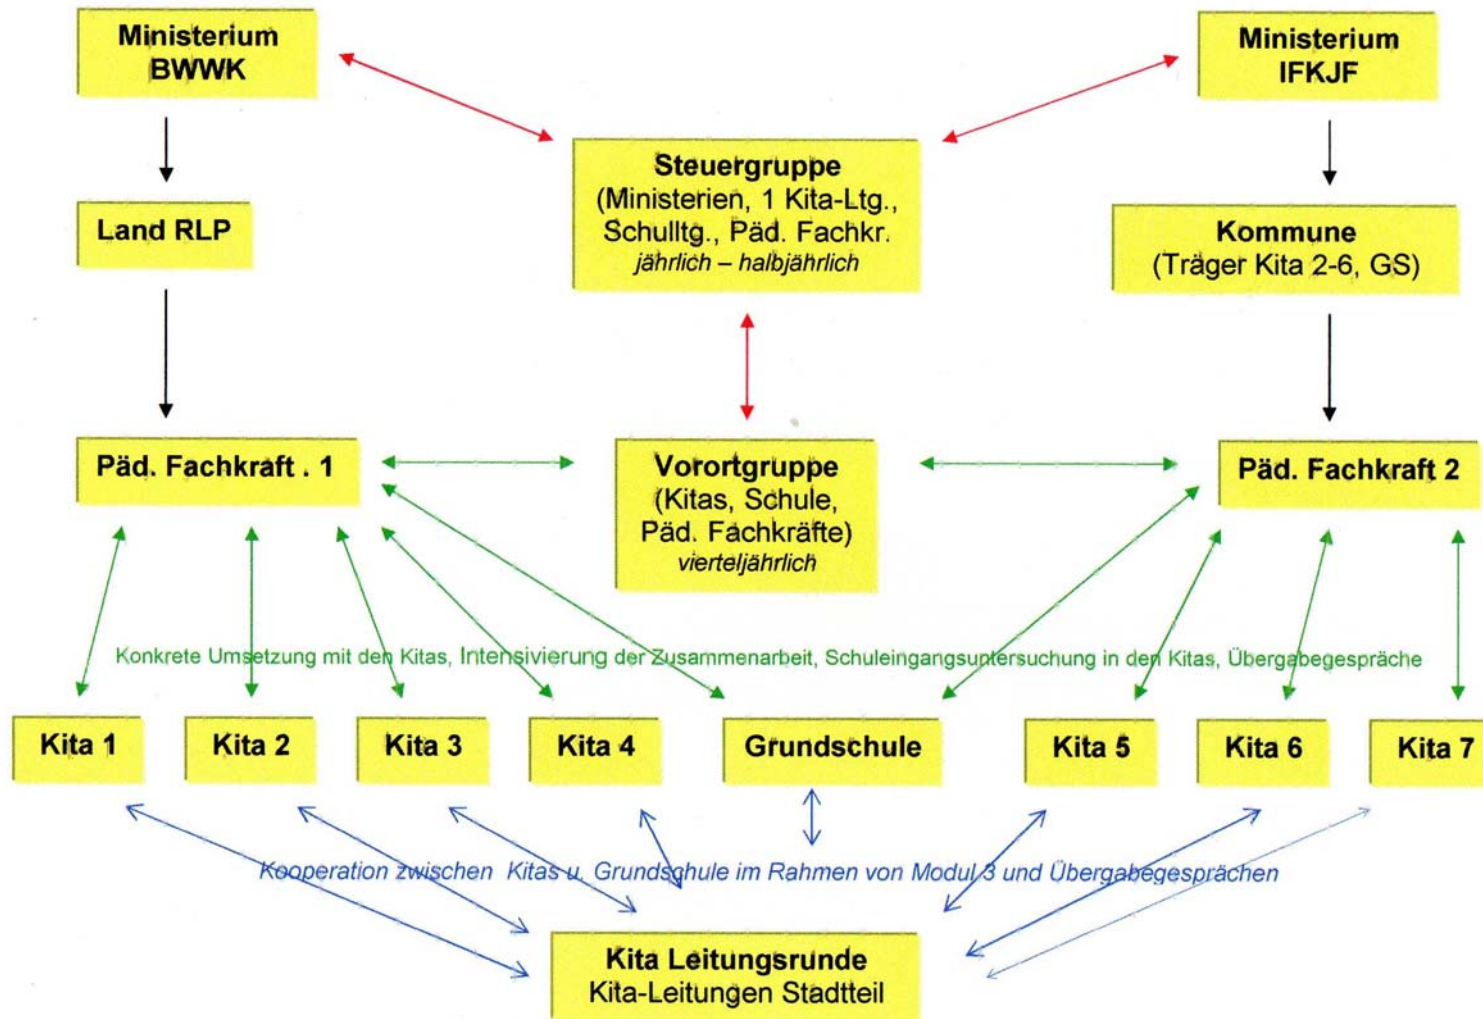 Ministerium
BWWK
Ministerium
IFKJF
Steuergruppe
(Ministerien, 1 Kita-Ltg.,
Schulltg., Päd. Fachkr.
jährlich – halbjährlich
Land RLP
Kommune
(Träger Kita 2-6, GS)
Päd. Fachkraft . 1
Vorortgruppe
(Kitas, Schule,
Päd. Fachkräfte)
vierteljährlich
Päd. Fachkraft 2
Konkrete Umsetzung mit den Kitas, Intensivierung der Zusammenarbeit, Schuleingangsuntersuchung in den Kitas, Übergabegespräche
Kita 1
Kita 2
Kita 3
Kita 4
Grundschule
Kita 5
Kita 6
Kita 7
Kooperation zwischen Kitas u. Grundschule im Rahmen von Modul 3 und Übergabegesprächen
Kita Leitungsrunde
Kita-Leitungen Stadtteil